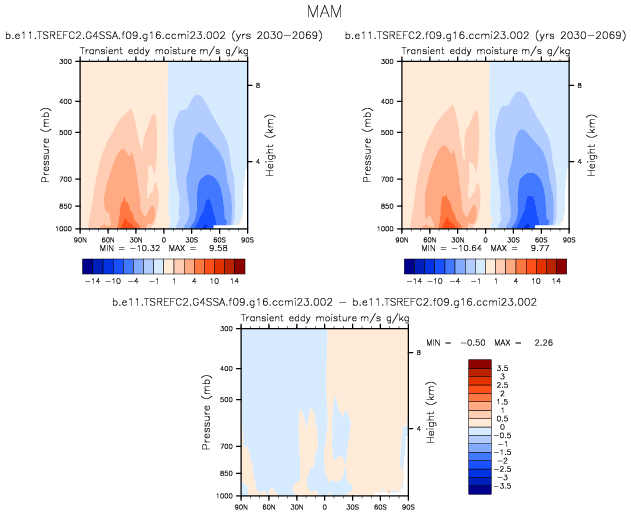 MAM
b.e11.TSREFC2.G4SSA.f09.g16.ccmi23.002 (yrs 2030-2069)
Transient eddy moisture m/s g/kg
Pressure (mb)
300
400
500
700
850
1000
8
4
Height (km)
90N 60N 30N 0 30S 60S 90S
MIN = -10.32 MAX = 9.58
-14 -10 -6 -4 -2 -1 1 2 4 6 10 14
b.e11.TSREFC2.f09.g16.ccmi23.002 (yrs 2030-2069)
Transient eddy moisture m/s g/kg
Pressure (mb)
300
400
500
700
850
1000
8
4
Height (km)
90N 60N 30N 0 30S 60S 90S
MIN = -10.64 MAX = 9.77
-14 -10 -6 -4 -2 -1 1 2 4 6 10 14
b.e11.TSREFC2.G4SSA.f09.g16.ccmi23.002 - b.e11.TSREFC2.f09.g16.ccmi23.002
Transient eddy moisture m/s g/kg
Pressure (mb)
300
400
500
700
850
1000
8
4
Height (km)
90N 60N 30N 0 30S 60S 90S
MIN = -0.50 MAX = 2.26
3.5
3
2.5
2
1.5
1
0.5
0
-0.5
-1
-1.5
-2
-2.5
-3
-3.5